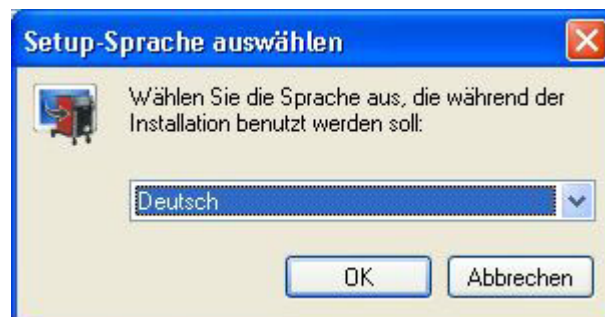 Setup-Sprache auswählen
Wählen Sie die Sprache aus, die während der
Installation benutzt werden soll:
Deutsch
OK
Abbrechen